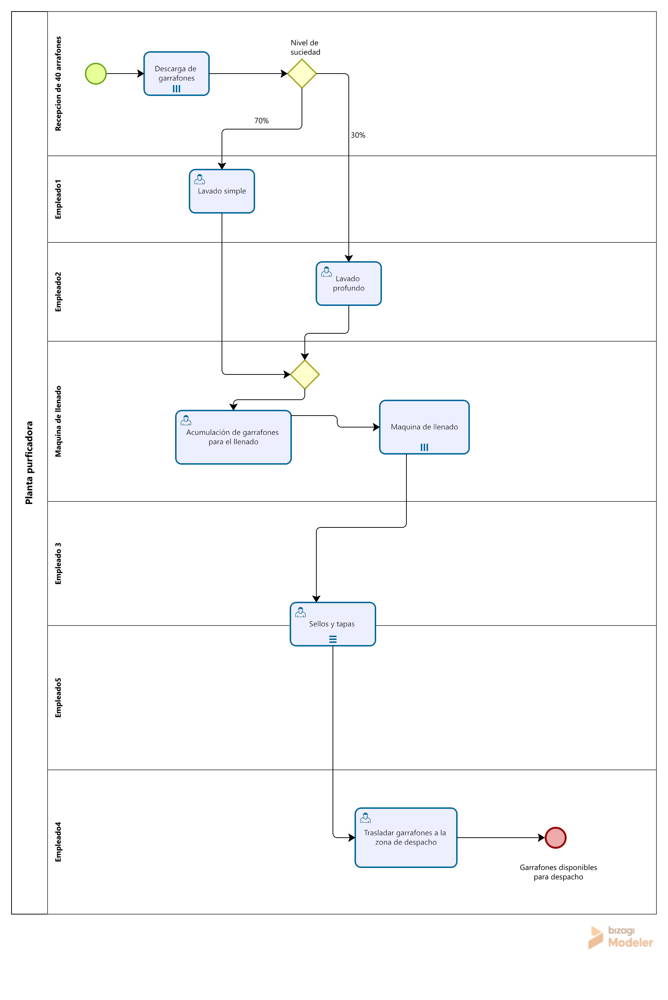 Planta purficadora
Recepcion de 40 arrafones
Descarga de
garrafones
Nivel de
suciedad
70%
30%
Empleado1
Lavado simple
Empleado2
Lavado
profundo
Maquina de llenado
Acumulación de garrafones
para el llenado
Maquina de llenado
Empleado 3
Sellos y tapas
Empleado5
Empleado4
Trasladar garrafones a la
zona de despacho
Garrafones disponibles
para despacho
bizagi
Modeler